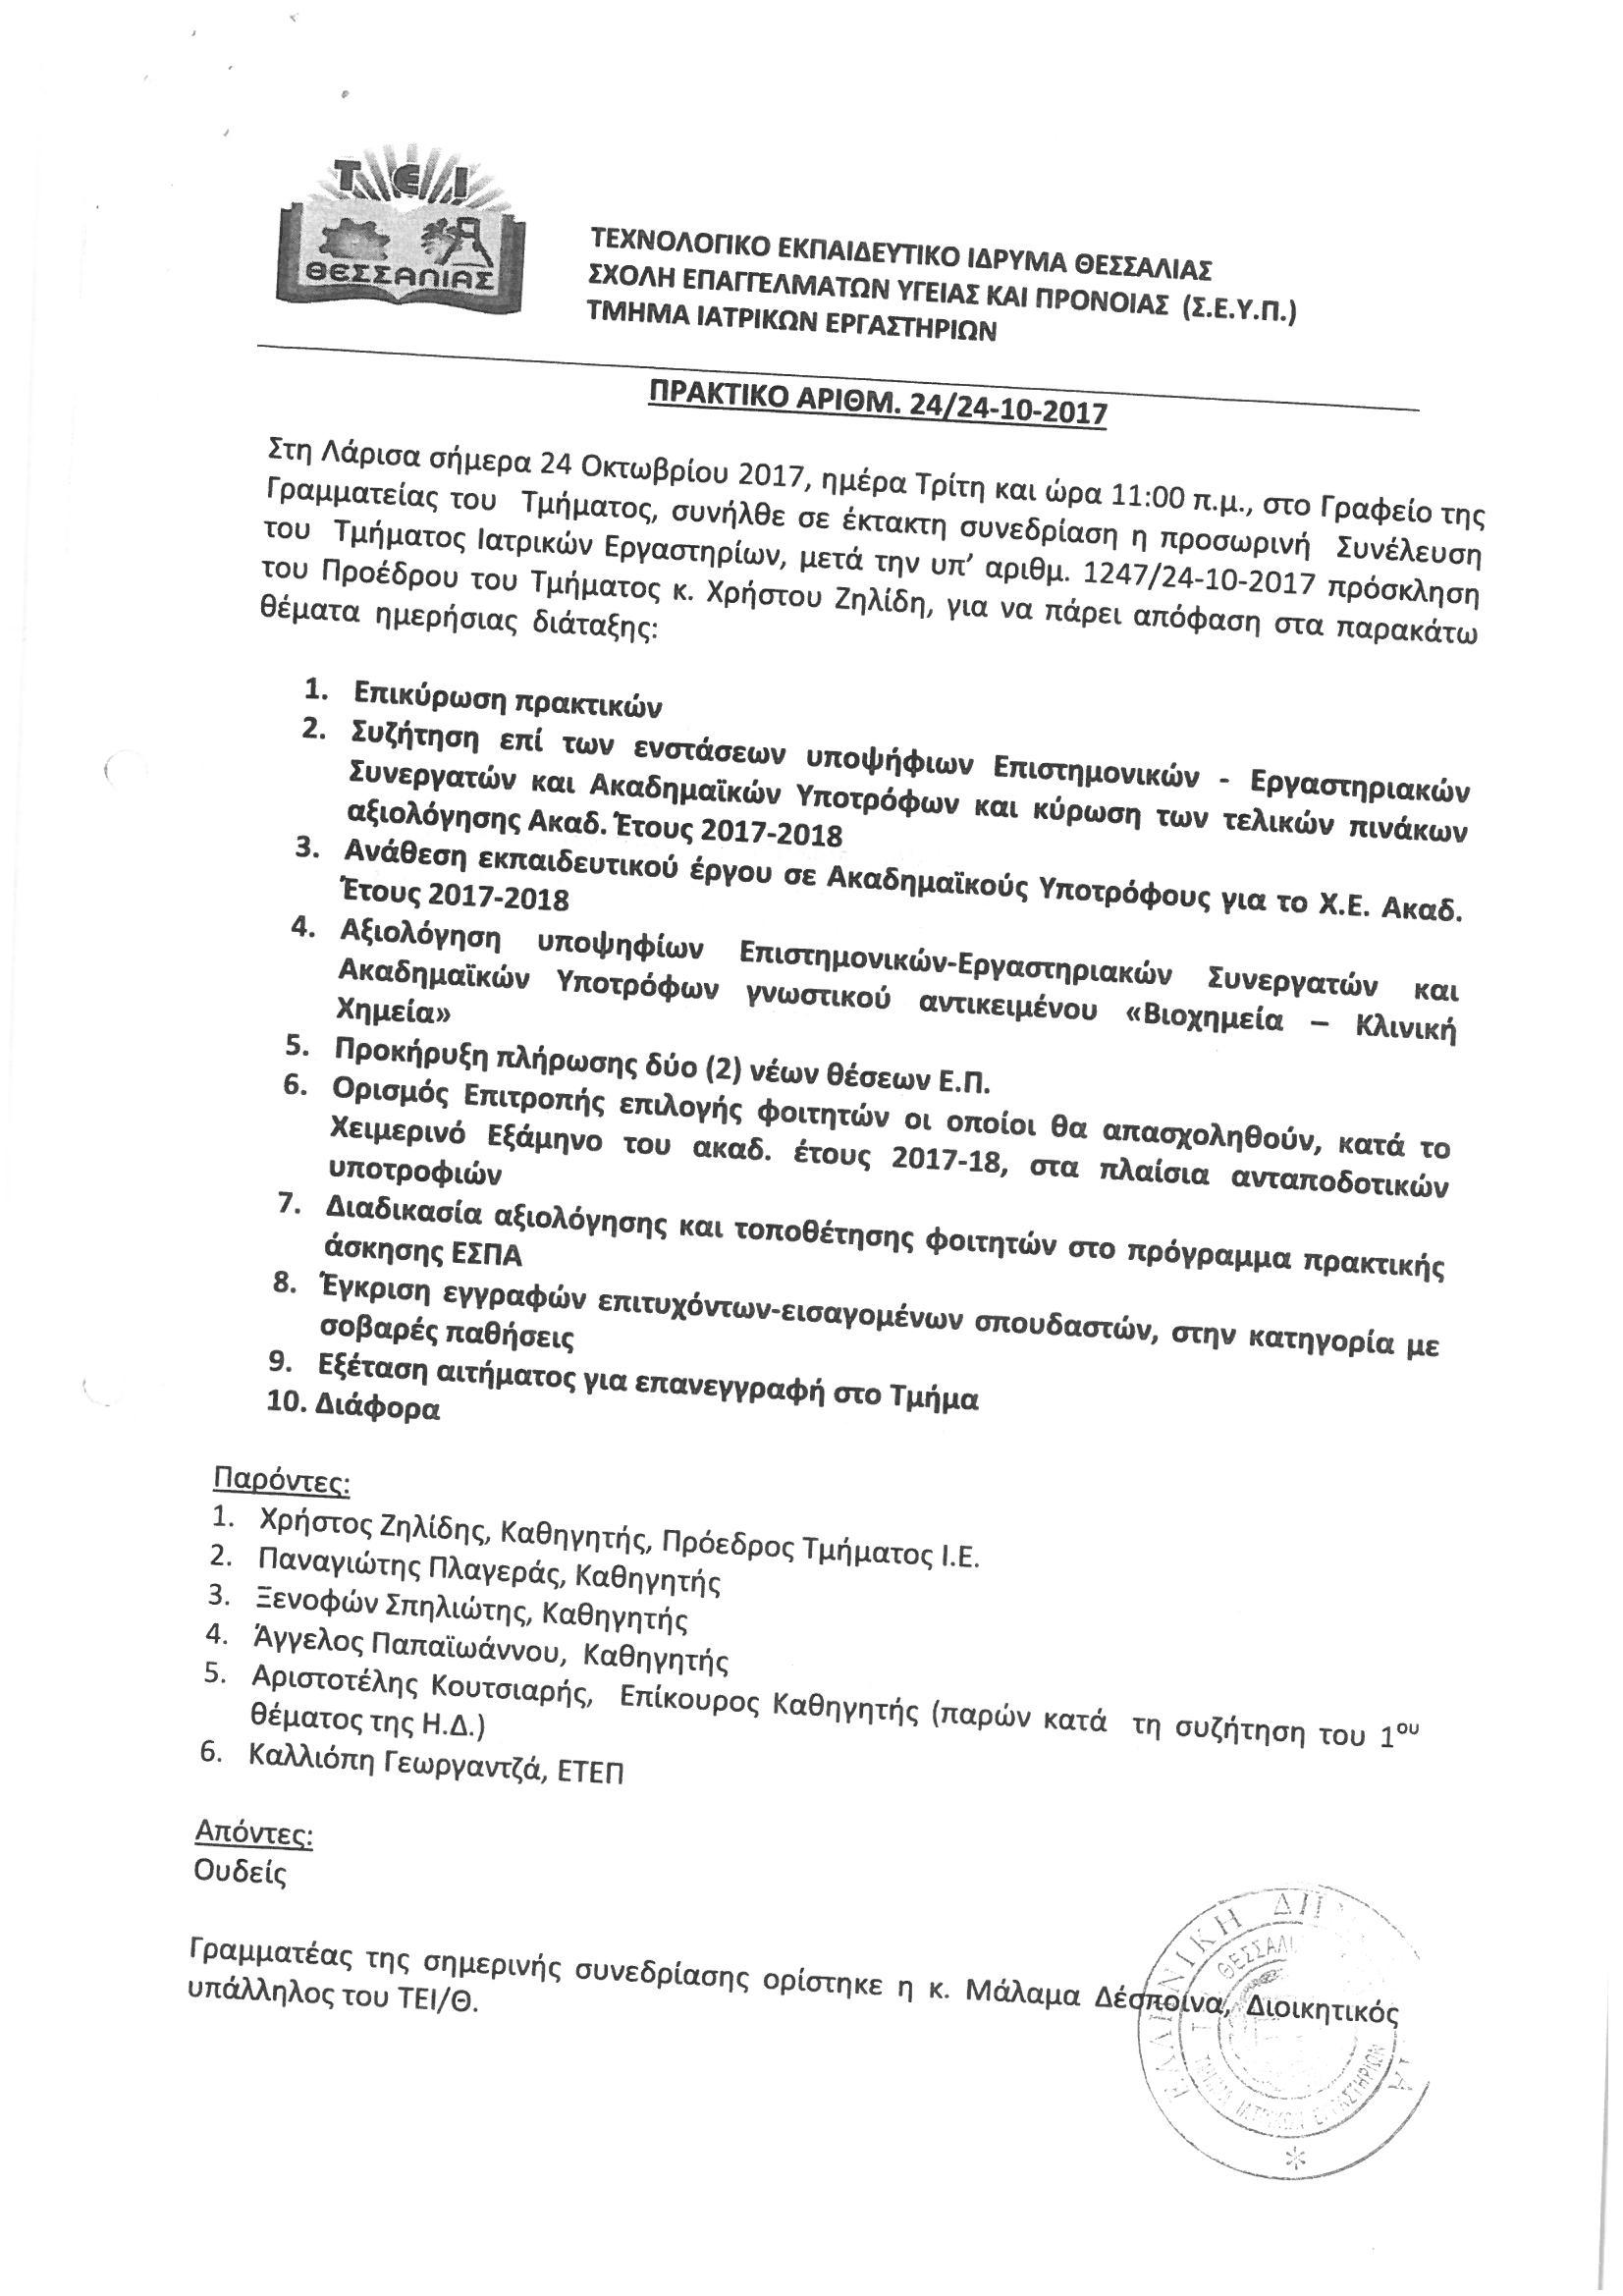 ΤΕΙ
ΘΕΣΣΑΛΙΑΣ
ΤΕΧΝΟΛΟΓΙΚΟ ΕΚΠΑΙΔΕΥΤΙΚΟ ΙΔΡΥΜΑ ΘΕΣΣΑΛΙΑΣ
ΣΧΟΛΗ ΕΠΑΓΓΕΛΜΑΤΩΝ ΥΓΕΙΑΣ ΚΑΙ ΠΡΟΝΟΙΑΣ (Σ.Ε.Υ.Π.)
ΤΜΗΜΑ ΙΑΤΡΙΚΩΝ ΕΡΓΑΣΤΗΡΙΩΝ
ΠΡΑΚΤΙΚΟ ΑΡΙΘΜ. 24/24-10-2017
Στη Λάρισα σήμερα 24 Οκτωβρίου 2017, ημέρα Τρίτη και ώρα 11:00 π.μ., στο Γραφείο της
Γραμματείας του Τμήματος, συνήλθε σε έκτακτη συνεδρίαση η προσωρινή Συνέλευση
του Τμήματος Ιατρικών Εργαστηρίων, μετά την υπ’ αριθμ. 1247/24-10-2017 πρόσκληση
του Προέδρου του Τμήματος κ. Χρήστου Ζηλίδη, για να πάρει απόφαση στα παρακάτω
θέματα ημερήσιας διάταξης:
1. Επικύρωση πρακτικών
2. Συζήτηση επί των ενστάσεων υποψήφιων Επιστημονικών - Εργαστηριακών
Συνεργατών και Ακαδημαϊκών Υποτρόφων και κύρωση των τελικών πινάκων
αξιολόγησης Ακαδ. Έτους 2017-2018
3. Ανάθεση εκπαιδευτικού έργου σε Ακαδημαϊκούς Υποτρόφους για το Χ.Ε. Ακαδ.
Έτους 2017-2018
4. Αξιολόγηση υποψηφίων Επιστημονικών-Εργαστηριακών Συνεργατών και
Ακαδημαϊκών Υποτρόφων γνωστικού αντικειμένου «Βιοχημεία – Κλινική
Χημεία»
5. Προκήρυξη πλήρωσης δύο (2) νέων θέσεων Ε.Π.
6. Ορισμός Επιτροπής επιλογής φοιτητών οι οποίοι θα απασχοληθούν, κατά το
Χειμερινό Εξάμηνο του ακαδ. έτους 2017-18, στα πλαίσια ανταποδοτικών
υποτροφιών
7. Διαδικασία αξιολόγησης και τοποθέτησης φοιτητών στο πρόγραμμα πρακτικής
άσκησης ΕΣΠΑ
8. Έγκριση εγγραφών επιτυχόντων-εισαγομένων σπουδαστών, στην κατηγορία με
σοβαρές παθήσεις
9. Εξέταση αιτήματος για επανεγγραφή στο Τμήμα
10. Διάφορα
Παρόντες:
1. Χρήστος Ζηλίδης, Καθηγητής, Πρόεδρος Τμήματος Ι.Ε.
2. Παναγιώτης Πλαγεράς, Καθηγητής
3. Ξενοφών Σπηλιώτης, Καθηγητής
4. Άγγελος Παπαϊωάννου, Καθηγητής
5. Αριστοτέλης Κουτσιαρής, Επίκουρος Καθηγητής (παρών κατά τη συζήτηση του 1ου
θέματος της Η.Δ.)
6. Καλλιόπη Γεωργαντζά, ΕΤΕΠ
Απόντες:
Ουδείς
Γραμματέας της σημερινής συνεδρίασης ορίστηκε η κ. Μάλαμα Δέσποινα, Διοικητικός
υπάλληλος του ΤΕΙ/Θ.